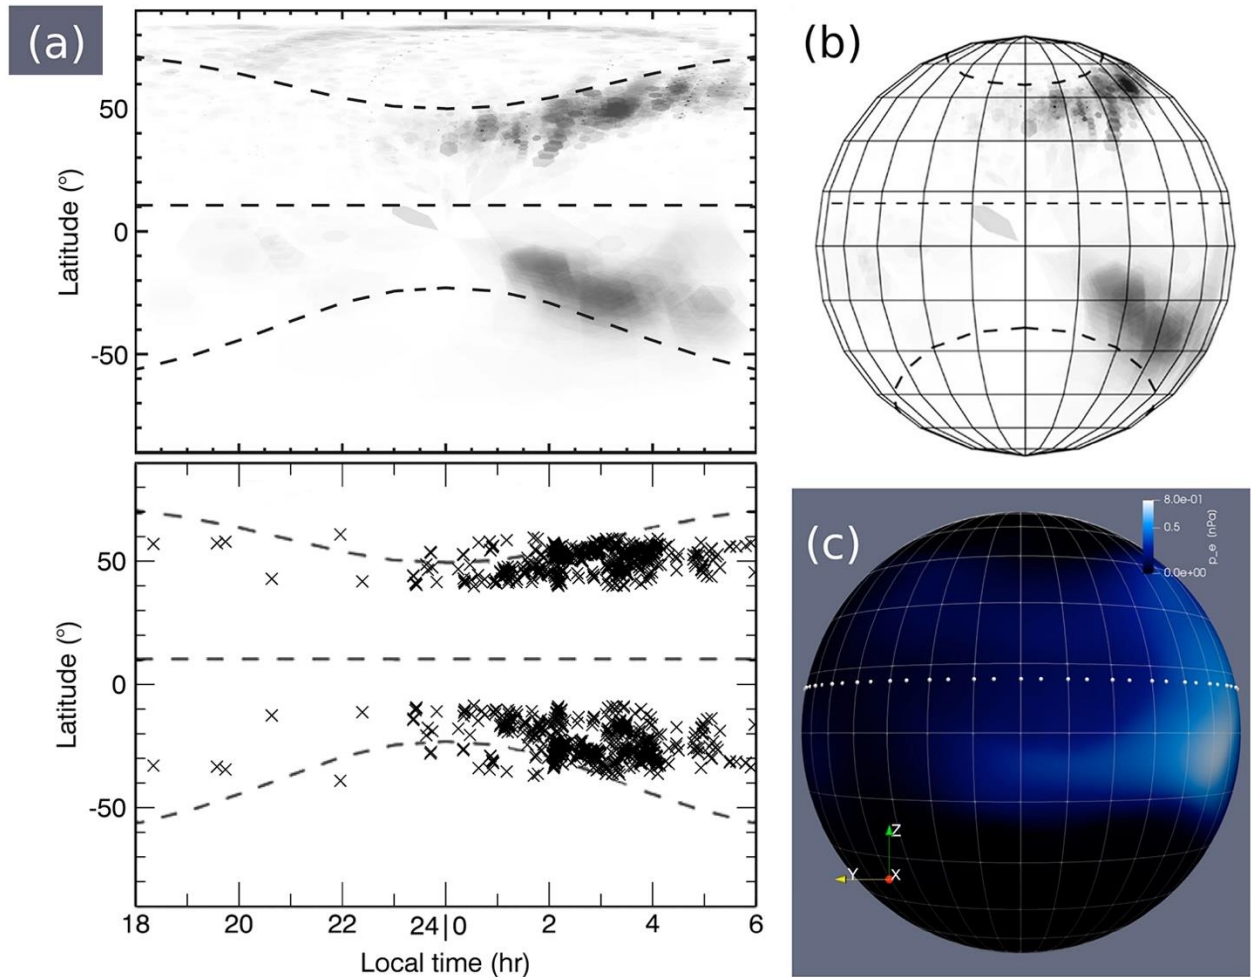 (a)
50
0
-50
Latitude (°)
50
0
-50
Latitude (°)
18
20
22
24|0
2
4
6
Local time (hr)
(b)
(c)
8.0e-01
0.5
0.0e+00
p_e (nPa)
Z
Y
X